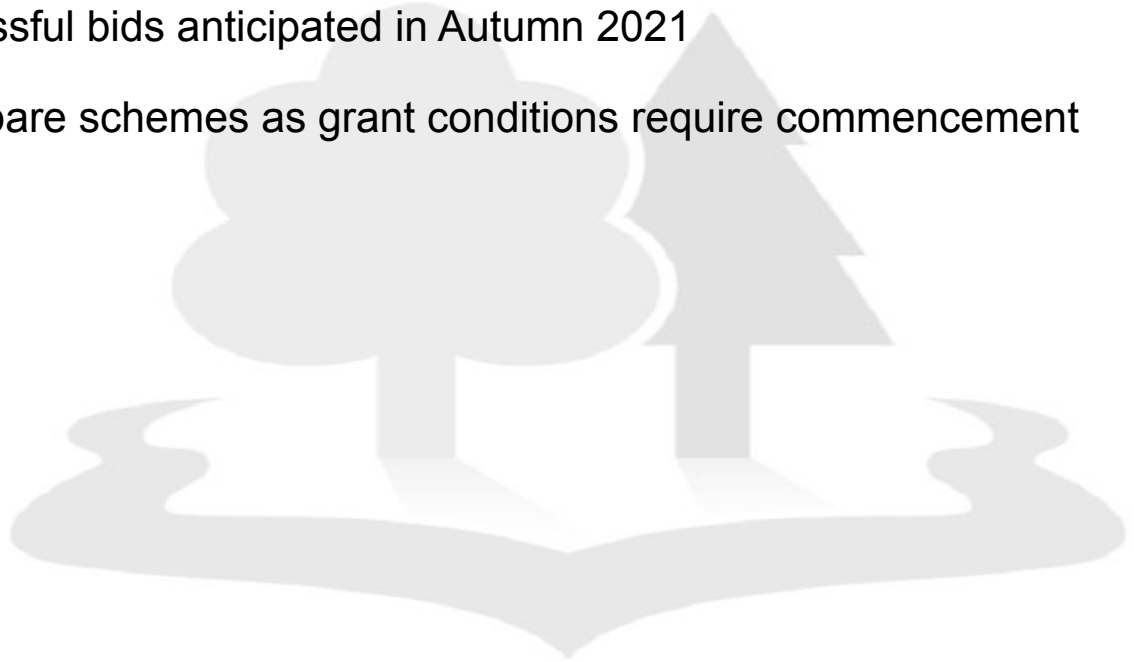 ssful bids anticipated in Autumn 2021
pare schemes as grant conditions require commencement